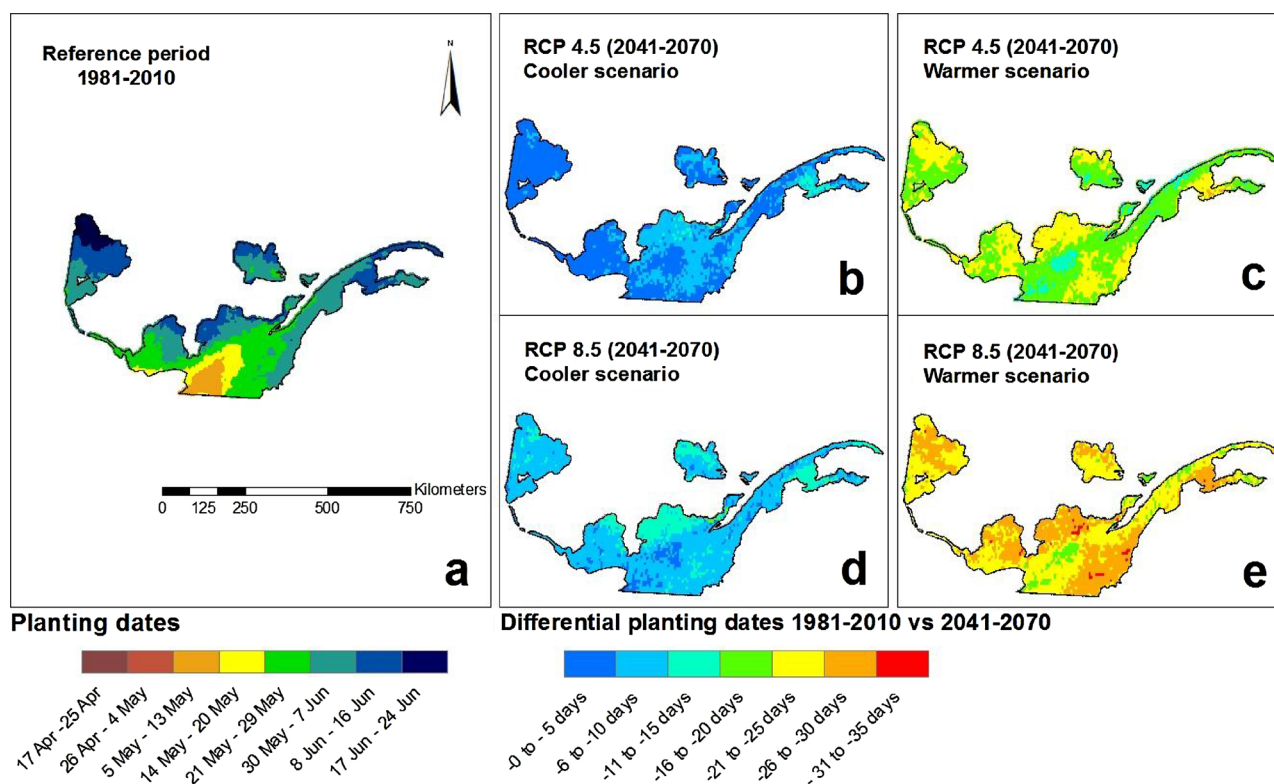 Reference period
1981-2010
N
0 125 250 500 750
Kilometers
a
RCP 4.5 (2041-2070)
Cooler scenario
b
RCP 4.5 (2041-2070)
Warmer scenario
c
RCP 8.5 (2041-2070)
Cooler scenario
d
RCP 8.5 (2041-2070)
Warmer scenario
e
Planting dates
17 Apr -25 Apr
26 Apr - 4 May
5 May - 13 May
14 May - 20 May
21 May - 29 May
30 May - 7 Jun
8 Jun - 16 Jun
17 Jun - 24 Jun
Differential planting dates 1981-2010 vs 2041-2070
-0 to - 5 days
-6 to -10 days
-11 to -15 days
-16 to -20 days
-21 to -25 days
-26 to -30 days
- 31 to -35 days